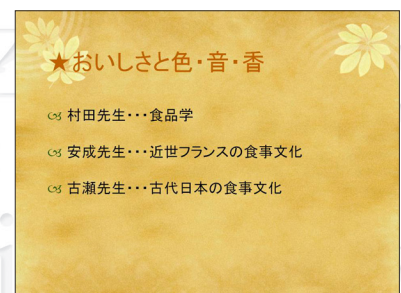 ★おいしさと色・音・香
村田先生・・・食品学
安成先生・・・近世フランスの食事文化
古瀬先生・・・古代日本の食事文化